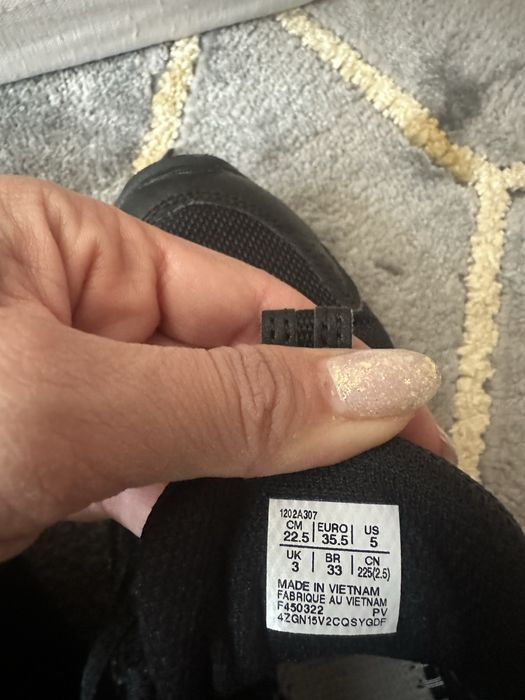 1202A307
CM EURO US
22.5 35.5 5
UK BR CN
3 33 225(2.5)
MADE IN VIETNAM
FABRIQUE AU VIETNAM
F450322 PV
4ZGN15V2CQSYGDF